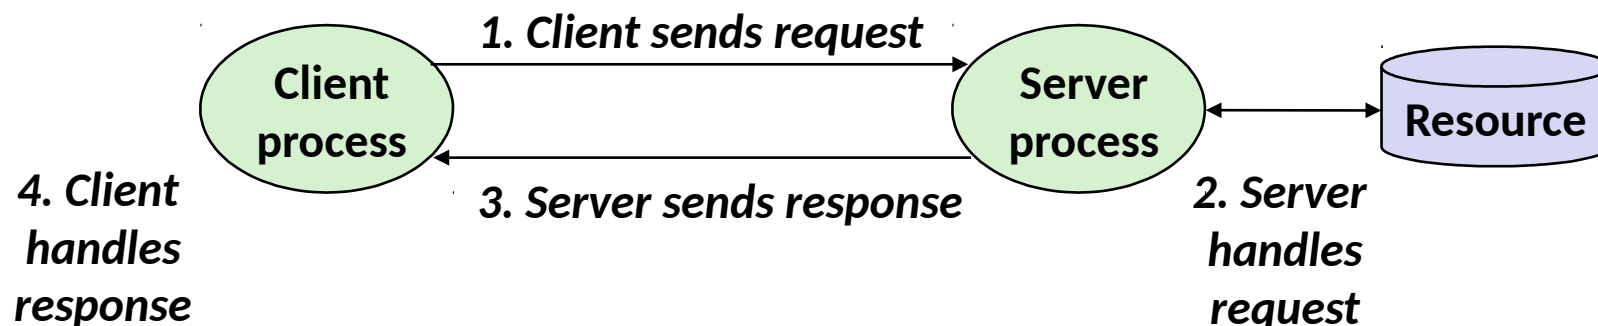 1. Client sends request
Client
process
Server
process
Resource
4. Client
handles
response
3. Server sends response
2. Server
handles
request